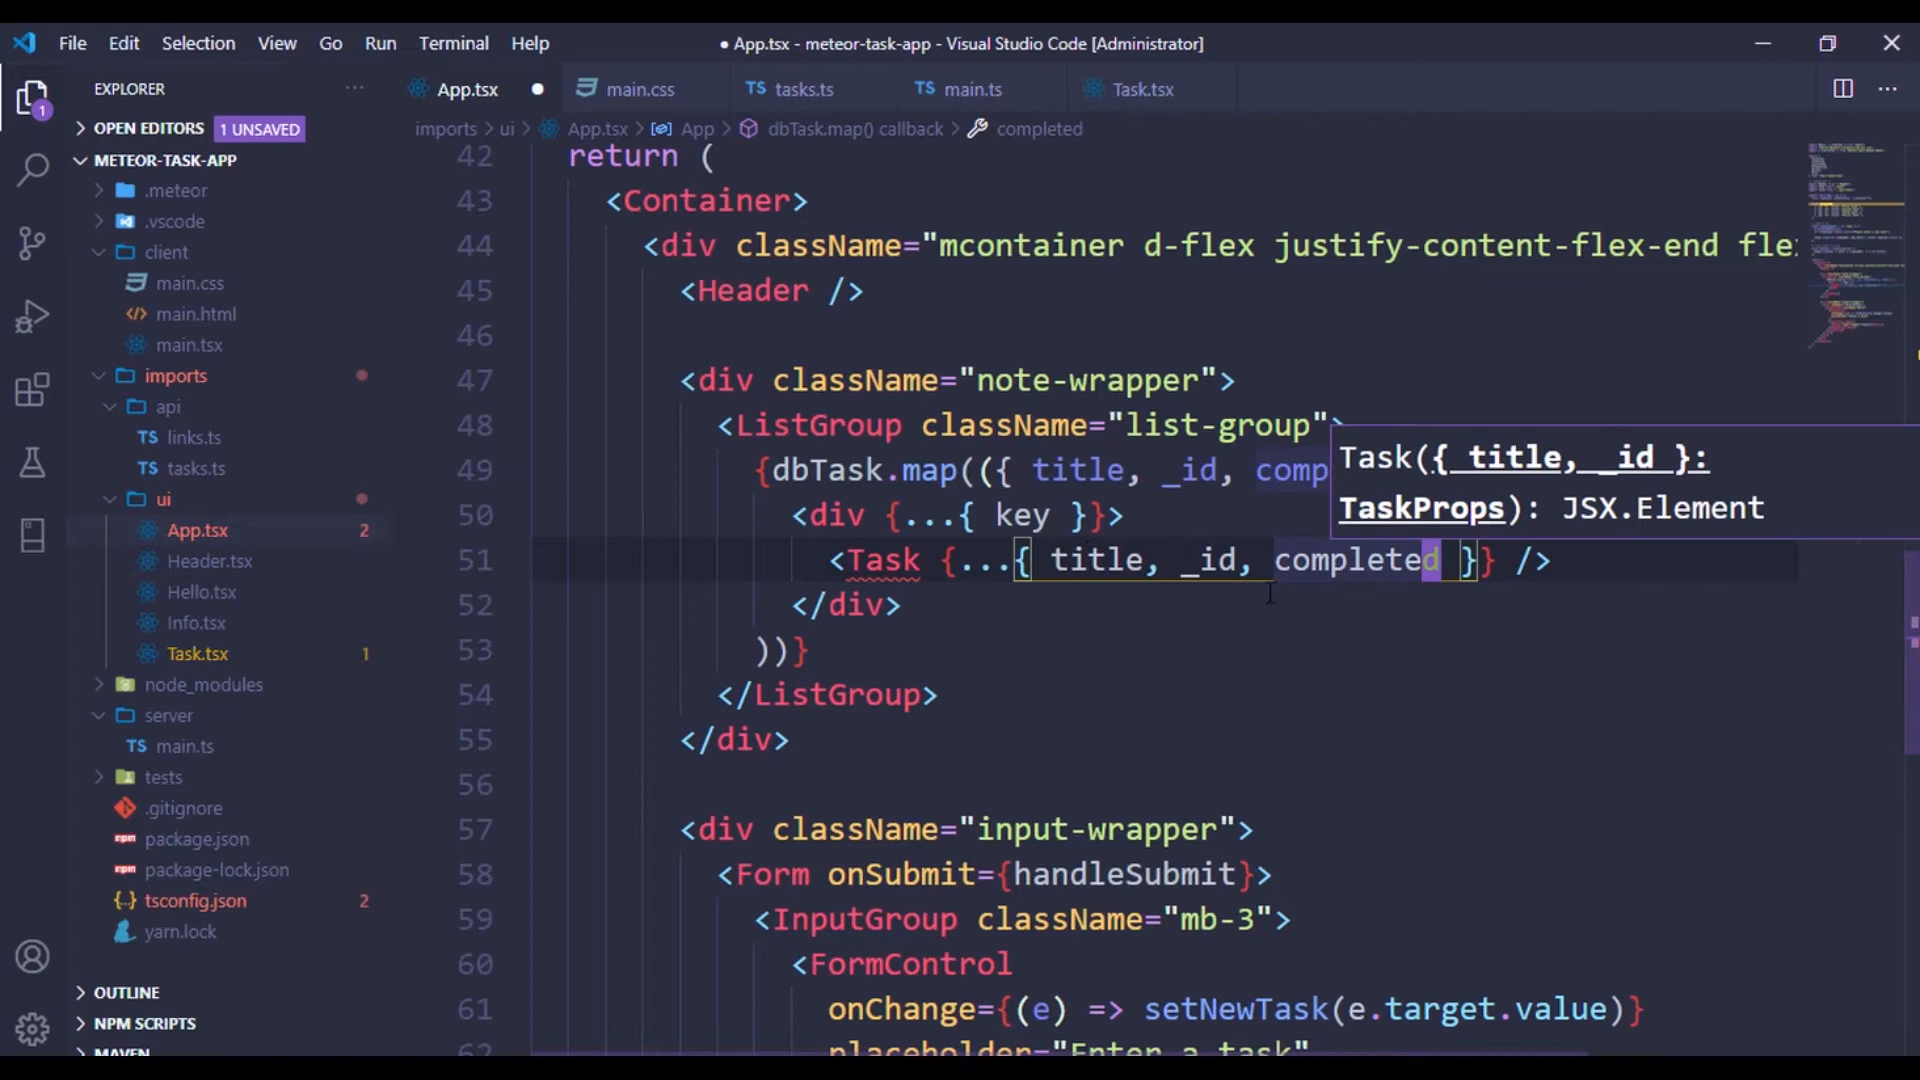 File Edit Selection View Go Run Terminal Help
● App.tsx - meteor-task-app - Visual Studio Code [Administrator]
EXPLORER ···
App.tsx ● main.css TS tasks.ts TS main.ts Task.tsx ···
OPEN EDITORS 1 UNSAVED
imports > ui > App.tsx > App > dbTask.map() callback > completed
METEOR-TASK-APP
.meteor
.vscode
client
main.css
main.html
main.tsx
imports
api
TS links.ts
TS tasks.ts
ui
App.tsx 2
Header.tsx
Hello.tsx
Info.tsx
Task.tsx 1
node_modules
server
TS main.ts
tests
.gitignore
package.json
package-lock.json
tsconfig.json 2
yarn.lock
OUTLINE
NPM SCRIPTS
MAVEN
1
42 return (
43 <Container>
44 <div className="mcontainer d-flex justify-content-flex-end flex
45 <Header />
46
47 <div className="note-wrapper">
48 <ListGroup className="list-group">
49 {dbTask.map(({ title, _id, comp
50 <div {...{ key }}>
51 <Task {...{ title, _id, completed }} />
52 </div>
53 ))}
54 </ListGroup>
55 </div>
56
57 <div className="input-wrapper">
58 <Form onSubmit={handleSubmit}>
59 <InputGroup className="mb-3">
60 <FormControl
61 onChange={(e) => setNewTask(e.target.value)}
62 placeholder="Enter a task"
Task({ title, _id }:
TaskProps): JSX.Element